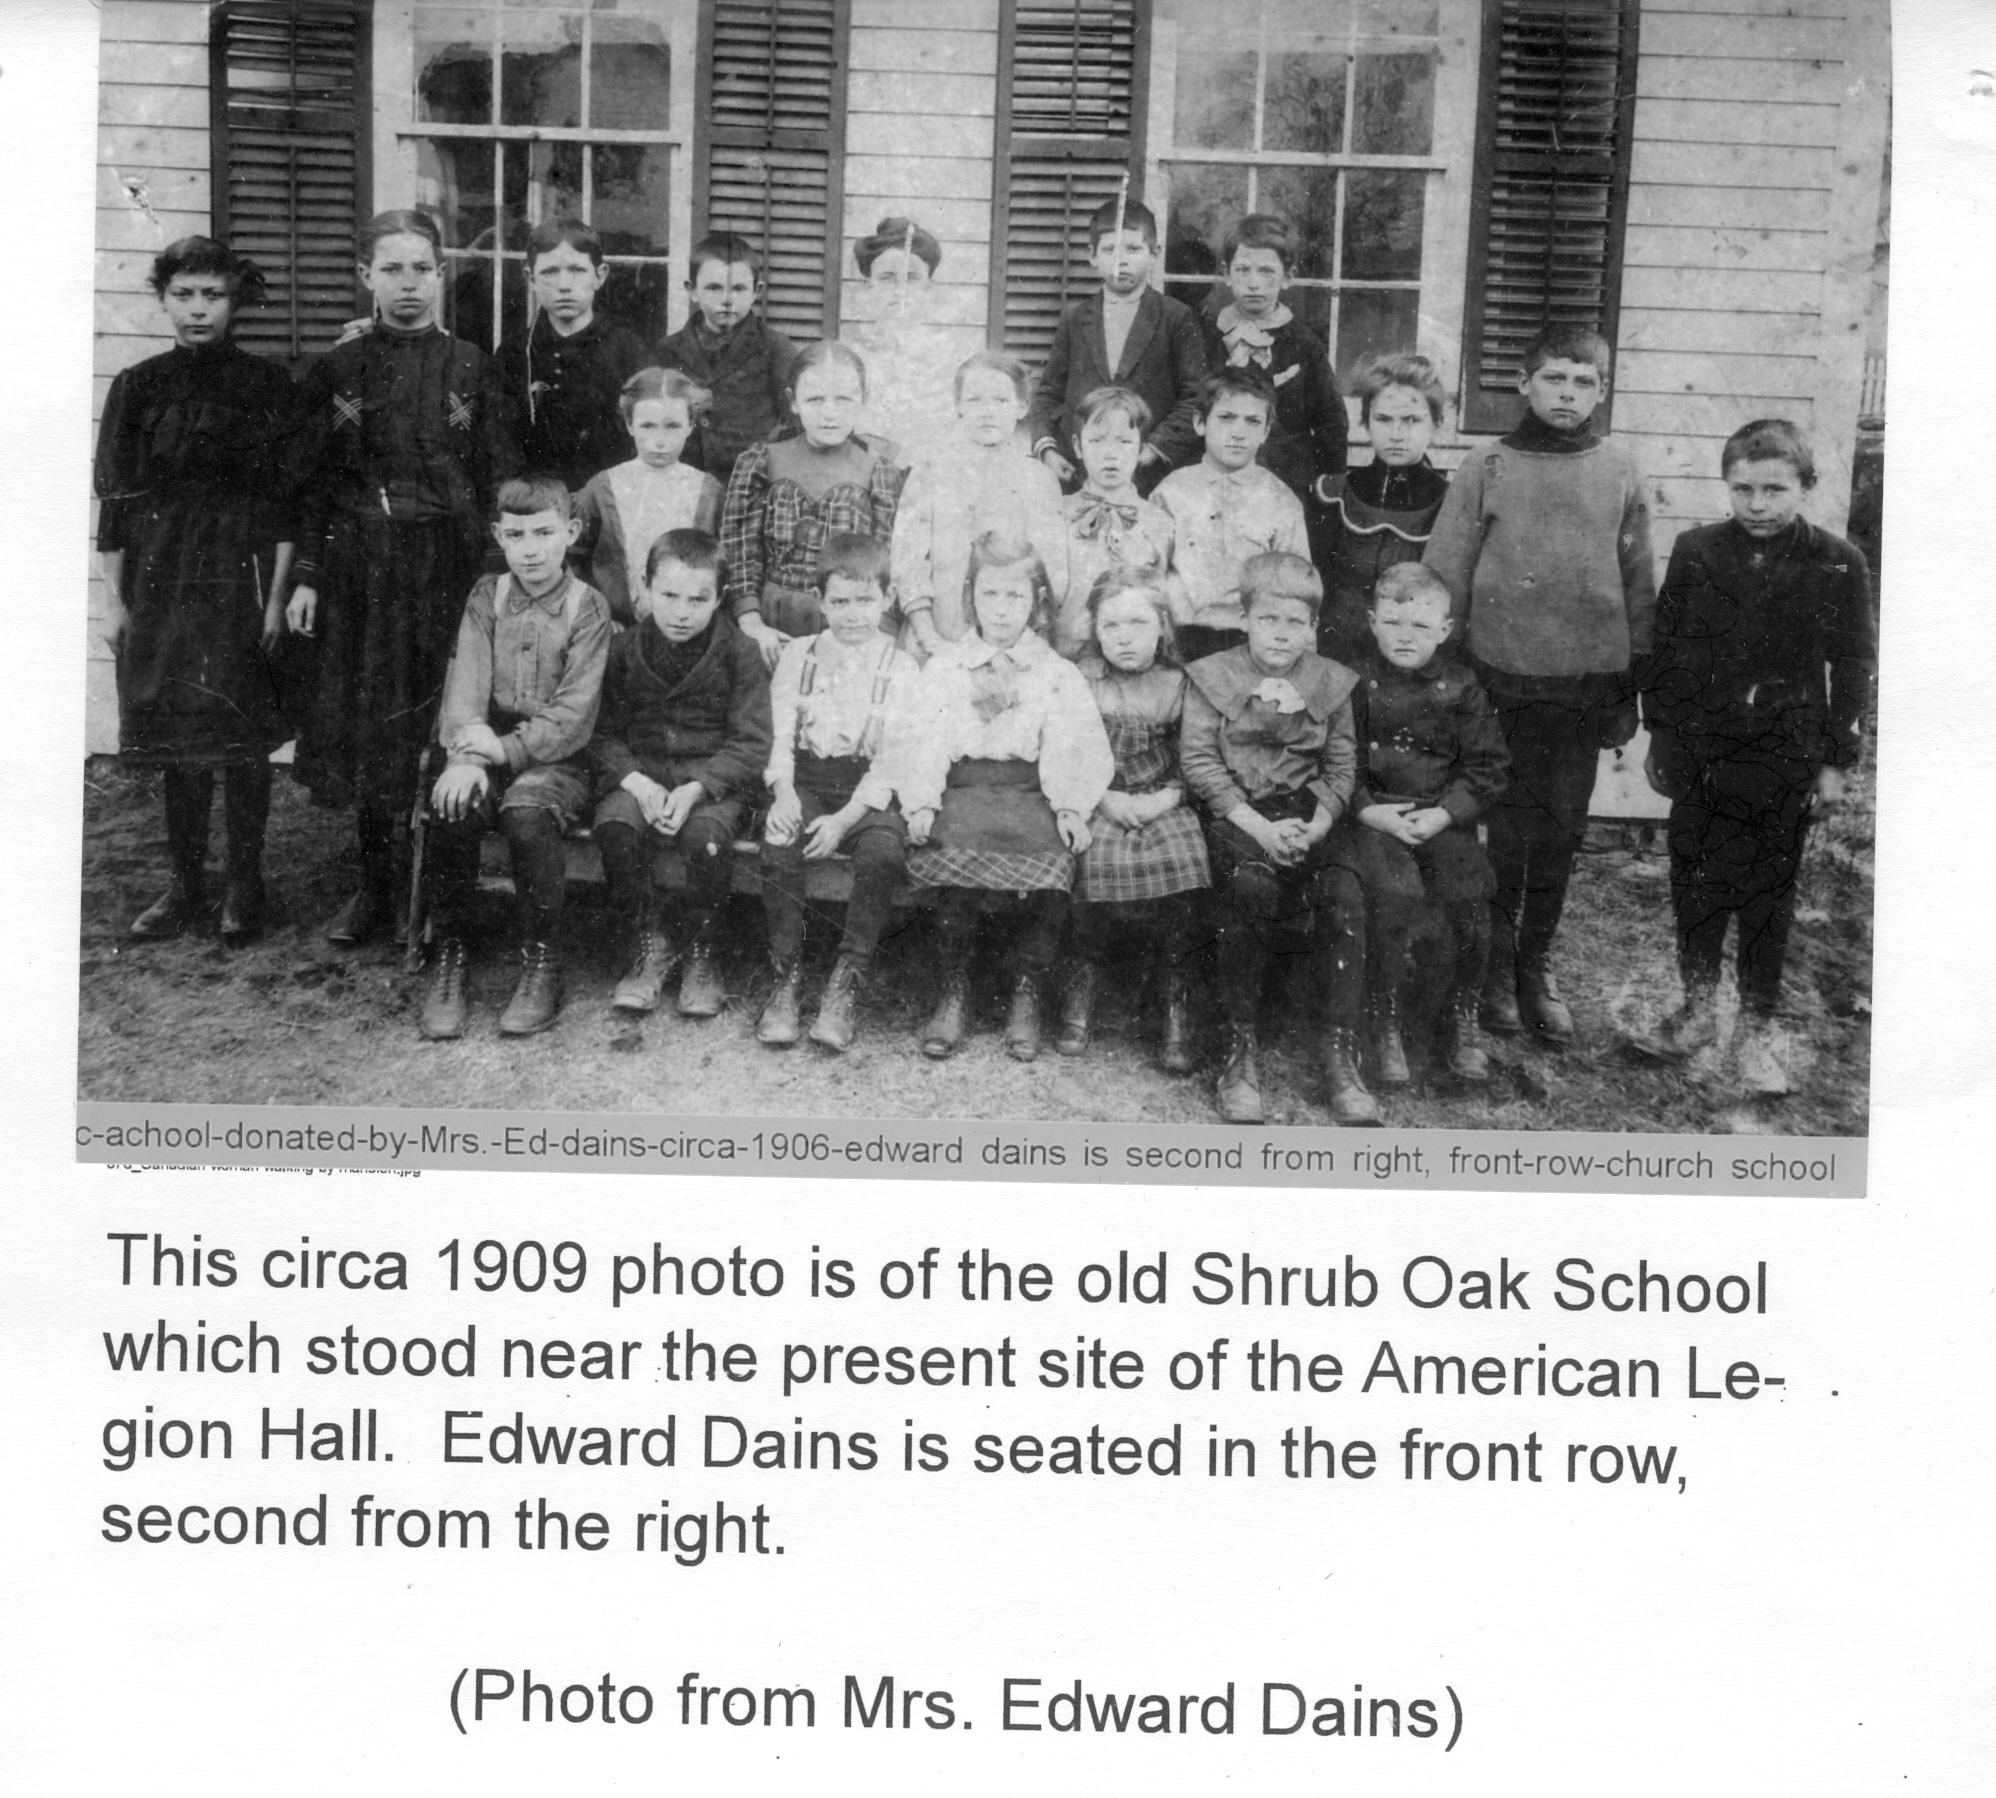 c-achool-donated-by-Mrs.-Ed-dains-circa-1906-edward dains is second from right, front-row-church school
This circa 1909 photo is of the old Shrub Oak School
which stood near the present site of the American Le-
gion Hall. Edward Dains is seated in the front row,
second from the right.
(Photo from Mrs. Edward Dains)